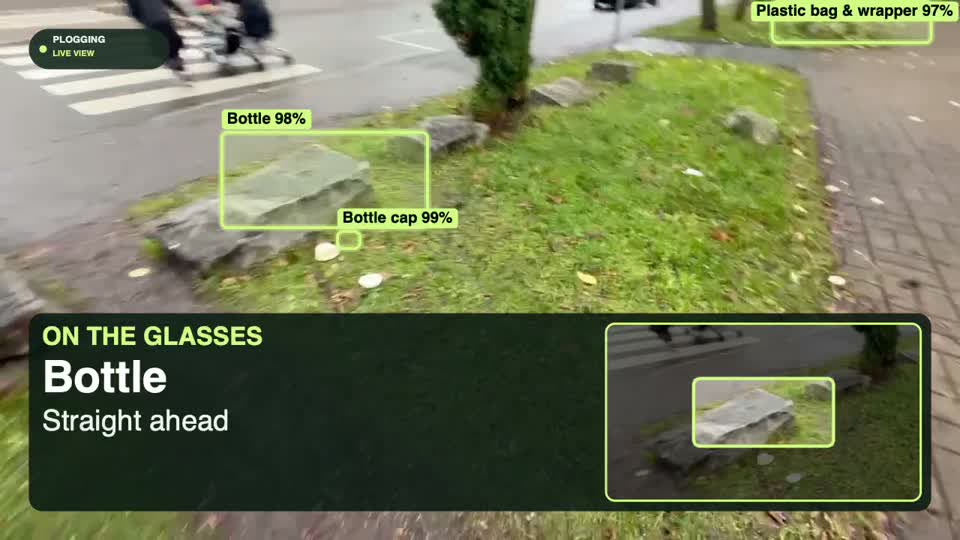 Plastic bag & wrapper 97%
PLOGGING
LIVE VIEW
Bottle 98%
Bottle cap 99%
ON THE GLASSES
Bottle
Straight ahead